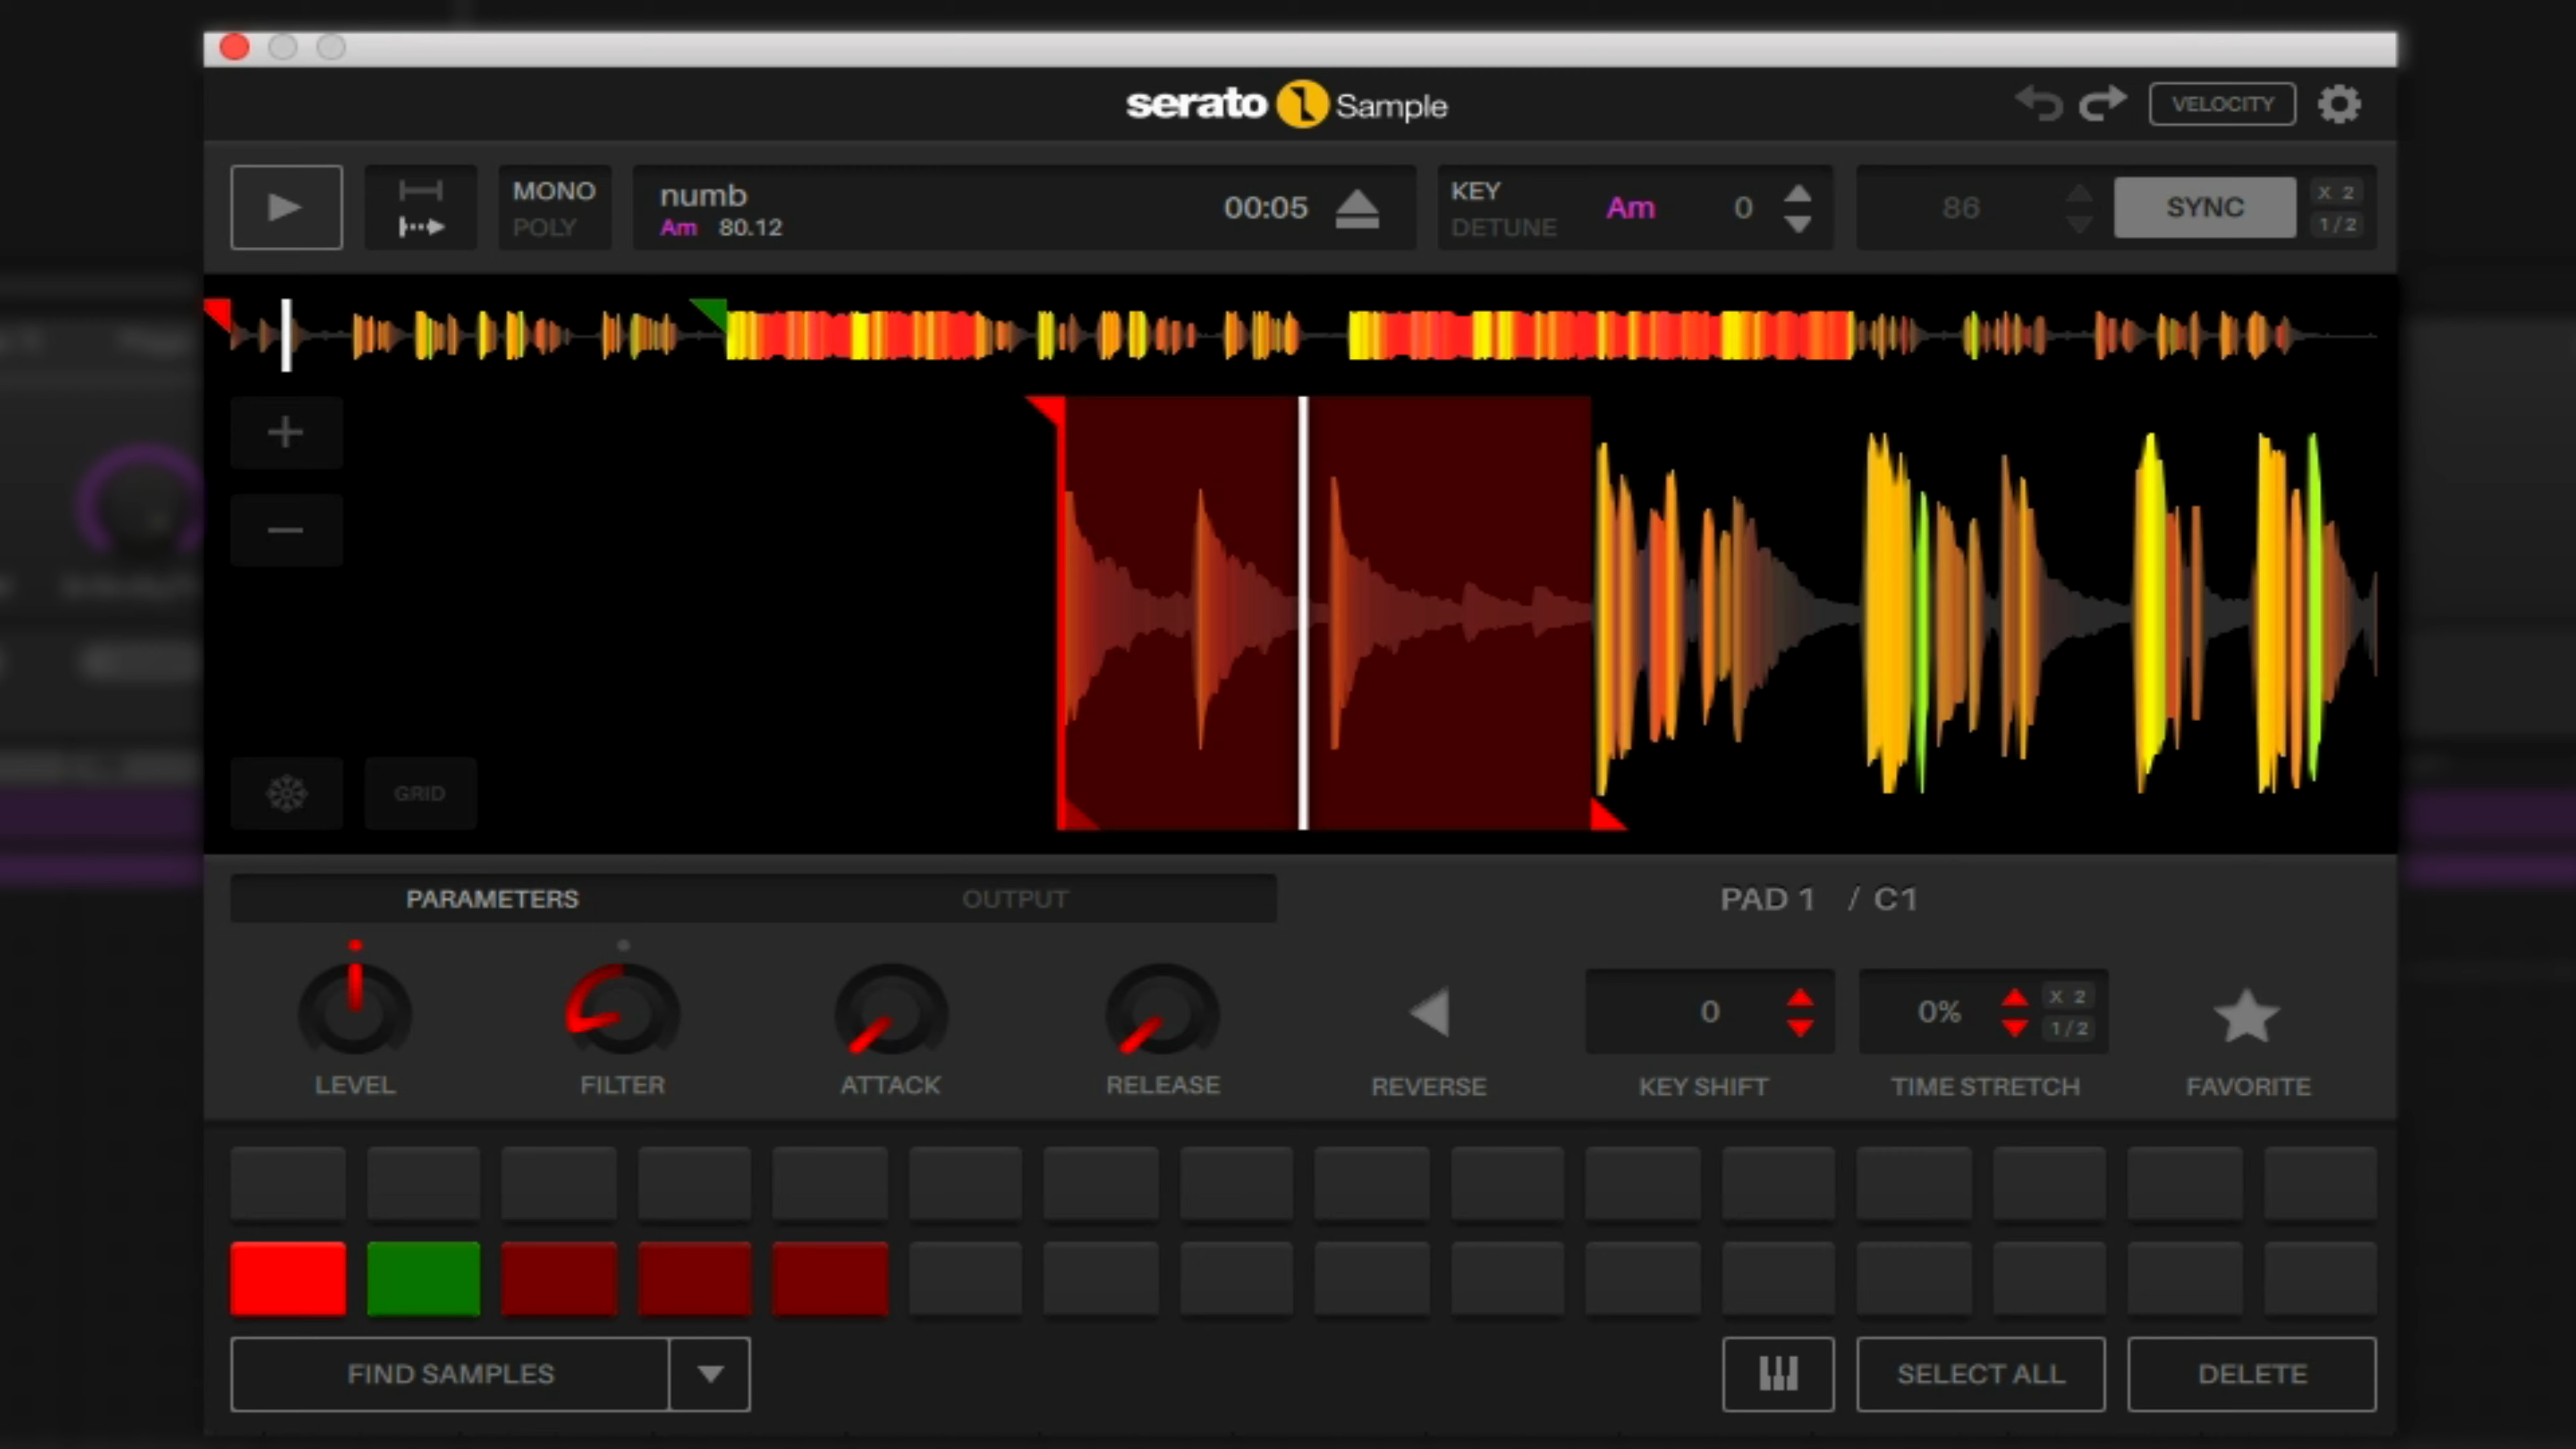 serato Sample
VELOCITY
MONO
POLY
numb
Am 80.12
00:05
KEY
DETUNE
Am 0
86
SYNC
X 2
1/2
GRID
PARAMETERS
OUTPUT
PAD 1 / C1
LEVEL
FILTER
ATTACK
RELEASE
REVERSE
0
KEY SHIFT
0%
X 2
1/2
TIME STRETCH
FAVORITE
FIND SAMPLES
SELECT ALL
DELETE